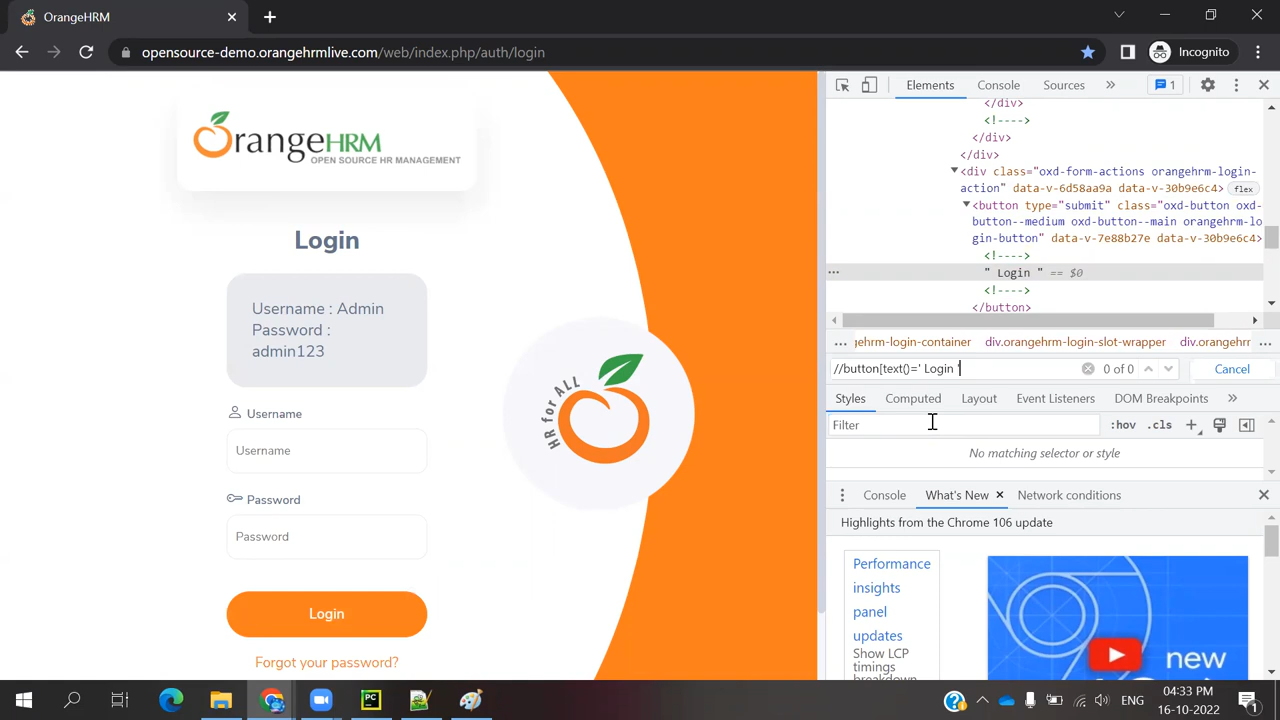 OrangeHRM
opensource-demo.orangehrmlive.com/web/index.php/auth/login
Incognito
OrangeHRM
OPEN SOURCE HR MANAGEMENT
Login
Username : Admin
Password :
admin123
Username
Username
Password
Password
Login
Forgot your password?
HR for ALL
Elements Console Sources 1
</div>
<!---->
</div>
</div>
<div class="oxd-form-actions orangehrm-login-
action" data-v-6d58aa9a data-v-30b9e6c4> flex
<button type="submit" class="oxd-button oxd-
button--medium oxd-button--main orangehrm-lo
gin-button" data-v-7e88b27e data-v-30b9e6c4>
<!---->
" Login " == $0
<!---->
</button>
... gehrm-login-container div.orangehrm-login-slot-wrapper div.orangehr ...
//button[text()=' Login ' 0 of 0 Cancel
Styles Computed Layout Event Listeners DOM Breakpoints
Filter :hov .cls
No matching selector or style
Console What's New Network conditions
Highlights from the Chrome 106 update
Performance
insights
panel
updates
Show LCP
timings
breakdown
new
PC
ENG
04:33 PM
16-10-2022
1